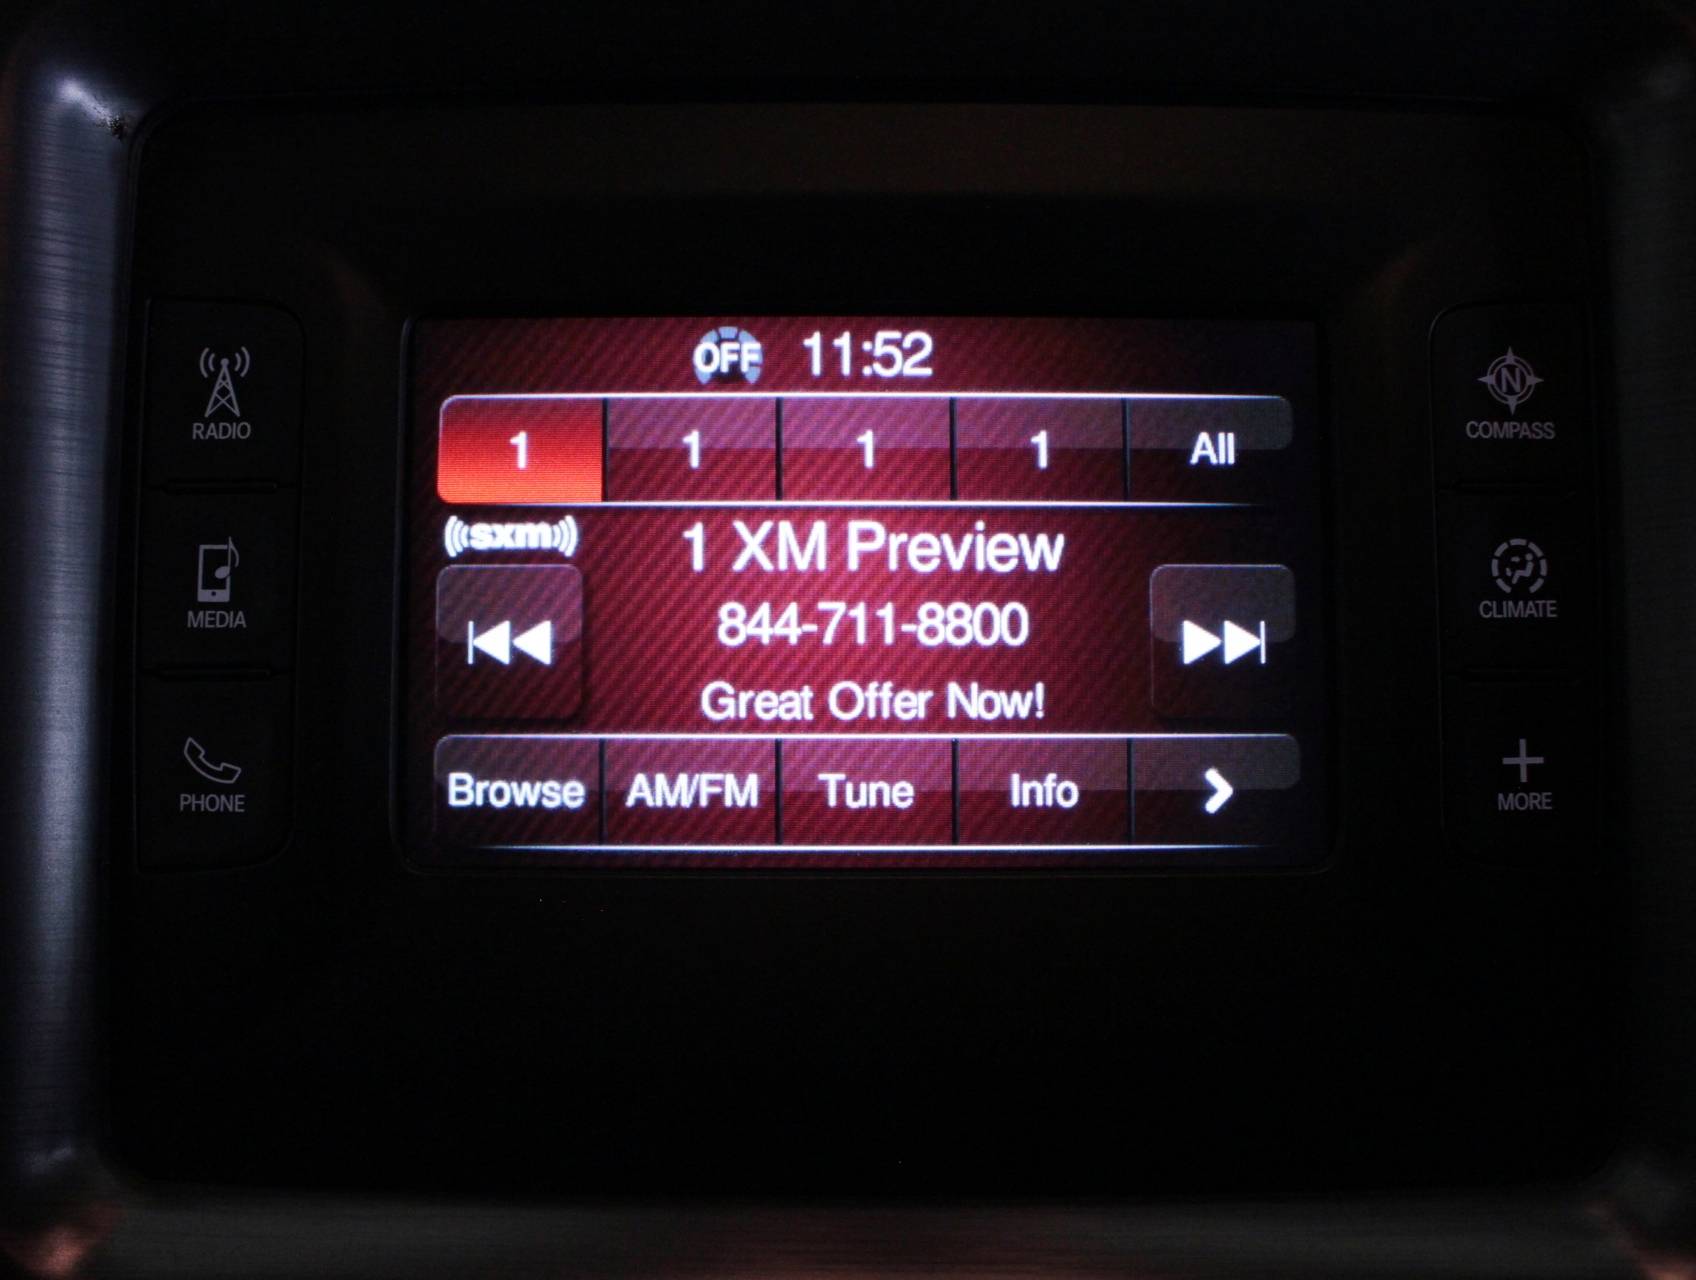 OFF 11:52
1 1 1 1 All
((sxm))
1 XM Preview
844-711-8800
Great Offer Now!
Browse AM/FM Tune Info
RADIO
MEDIA
PHONE
N
COMPASS
CLIMATE
MORE